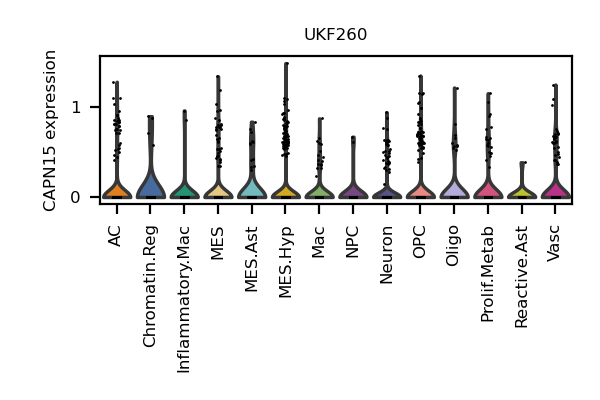 UKF260
CAPN15 expression
1
0
AC
Chromatin.Reg
Inflammatory.Mac
MES
MES.Ast
MES.Hyp
Mac
NPC
Neuron
OPC
Oligo
Prolif.Metab
Reactive.Ast
Vasc